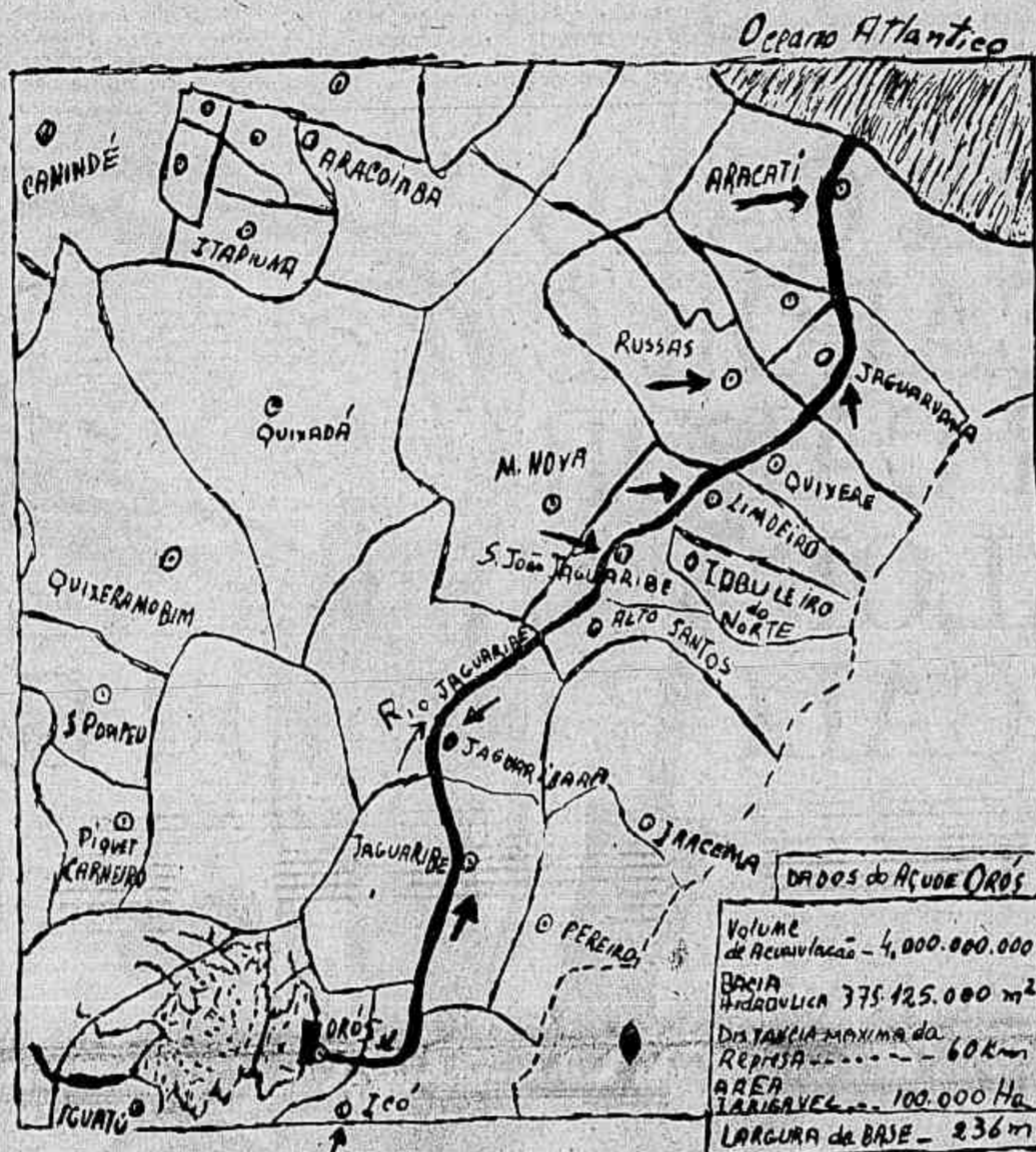 Oceano Atlantico
CANINDÉ
ARACOIABA
ITAPIUNA
ARACATÍ
RUSSAS
JAGUARUANA
QUIXADÁ
M. NOVA
QUIXERE
LIMOEIRO
S. João JAGUARIBE
TABULEIRO
do
NORTE
ALTO SANTOS
QUIXERAMOBIM
Rio JAGUARIBE
S POMPEU
JAGUARIBARA
Piquet
CARNEIRO
JAGUARIBE
IRACEMA
PEREIRO
DADOS do AÇUDE ORÓS
Volume
de Acumulação - 4,000.000.000
BACIA
HIDRAULICA 375.125.000 m²
DISTANCIA MAXIMA da
Represa - - - - - - - 60 Km
AREA
IRRIGAVEL - - - 100.000 Ha
LARGURA da BASE - 236 m
ORÓS
IGUATÚ
ICÓ